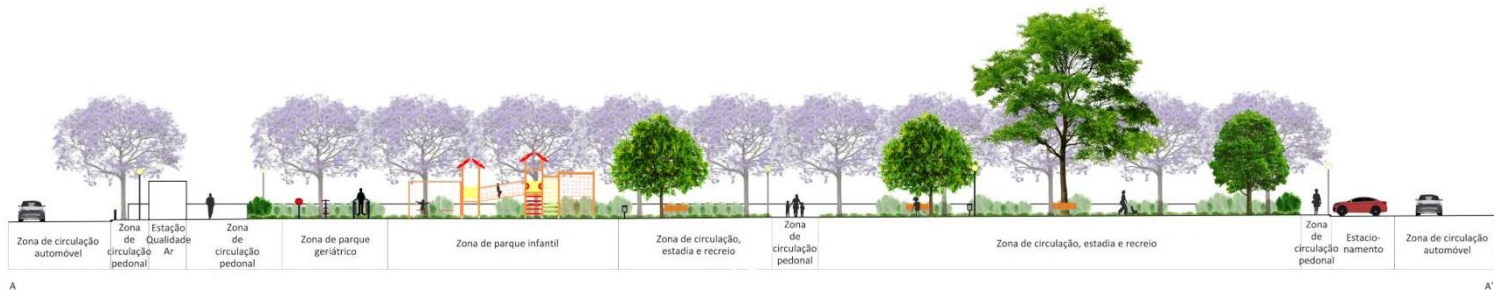 Zona de circulação
automóvel
Zona
de
circulação
pedonal
Estação
Qualidade
Ar
Zona
de
circulação
pedonal
Zona de parque
geriátrico
Zona de parque infantil
Zona de circulação,
estadia e recreio
Zona
de
circulação
pedonal
Zona de circulação, estadia e recreio
Zona
de
circulação
pedonal
Estacio-
namento
Zona de circulação
automóvel
A
A'